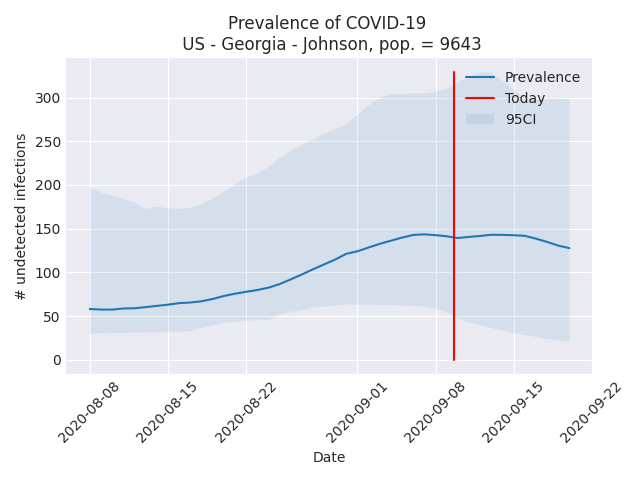 Prevalence of COVID-19
US - Georgia - Johnson, pop. = 9643
Prevalence
Today
95CI
# undetected infections
300
250
200
150
100
50
0
2020-08-08
2020-08-15
2020-08-22
2020-09-01
2020-09-08
2020-09-15
2020-09-22
Date